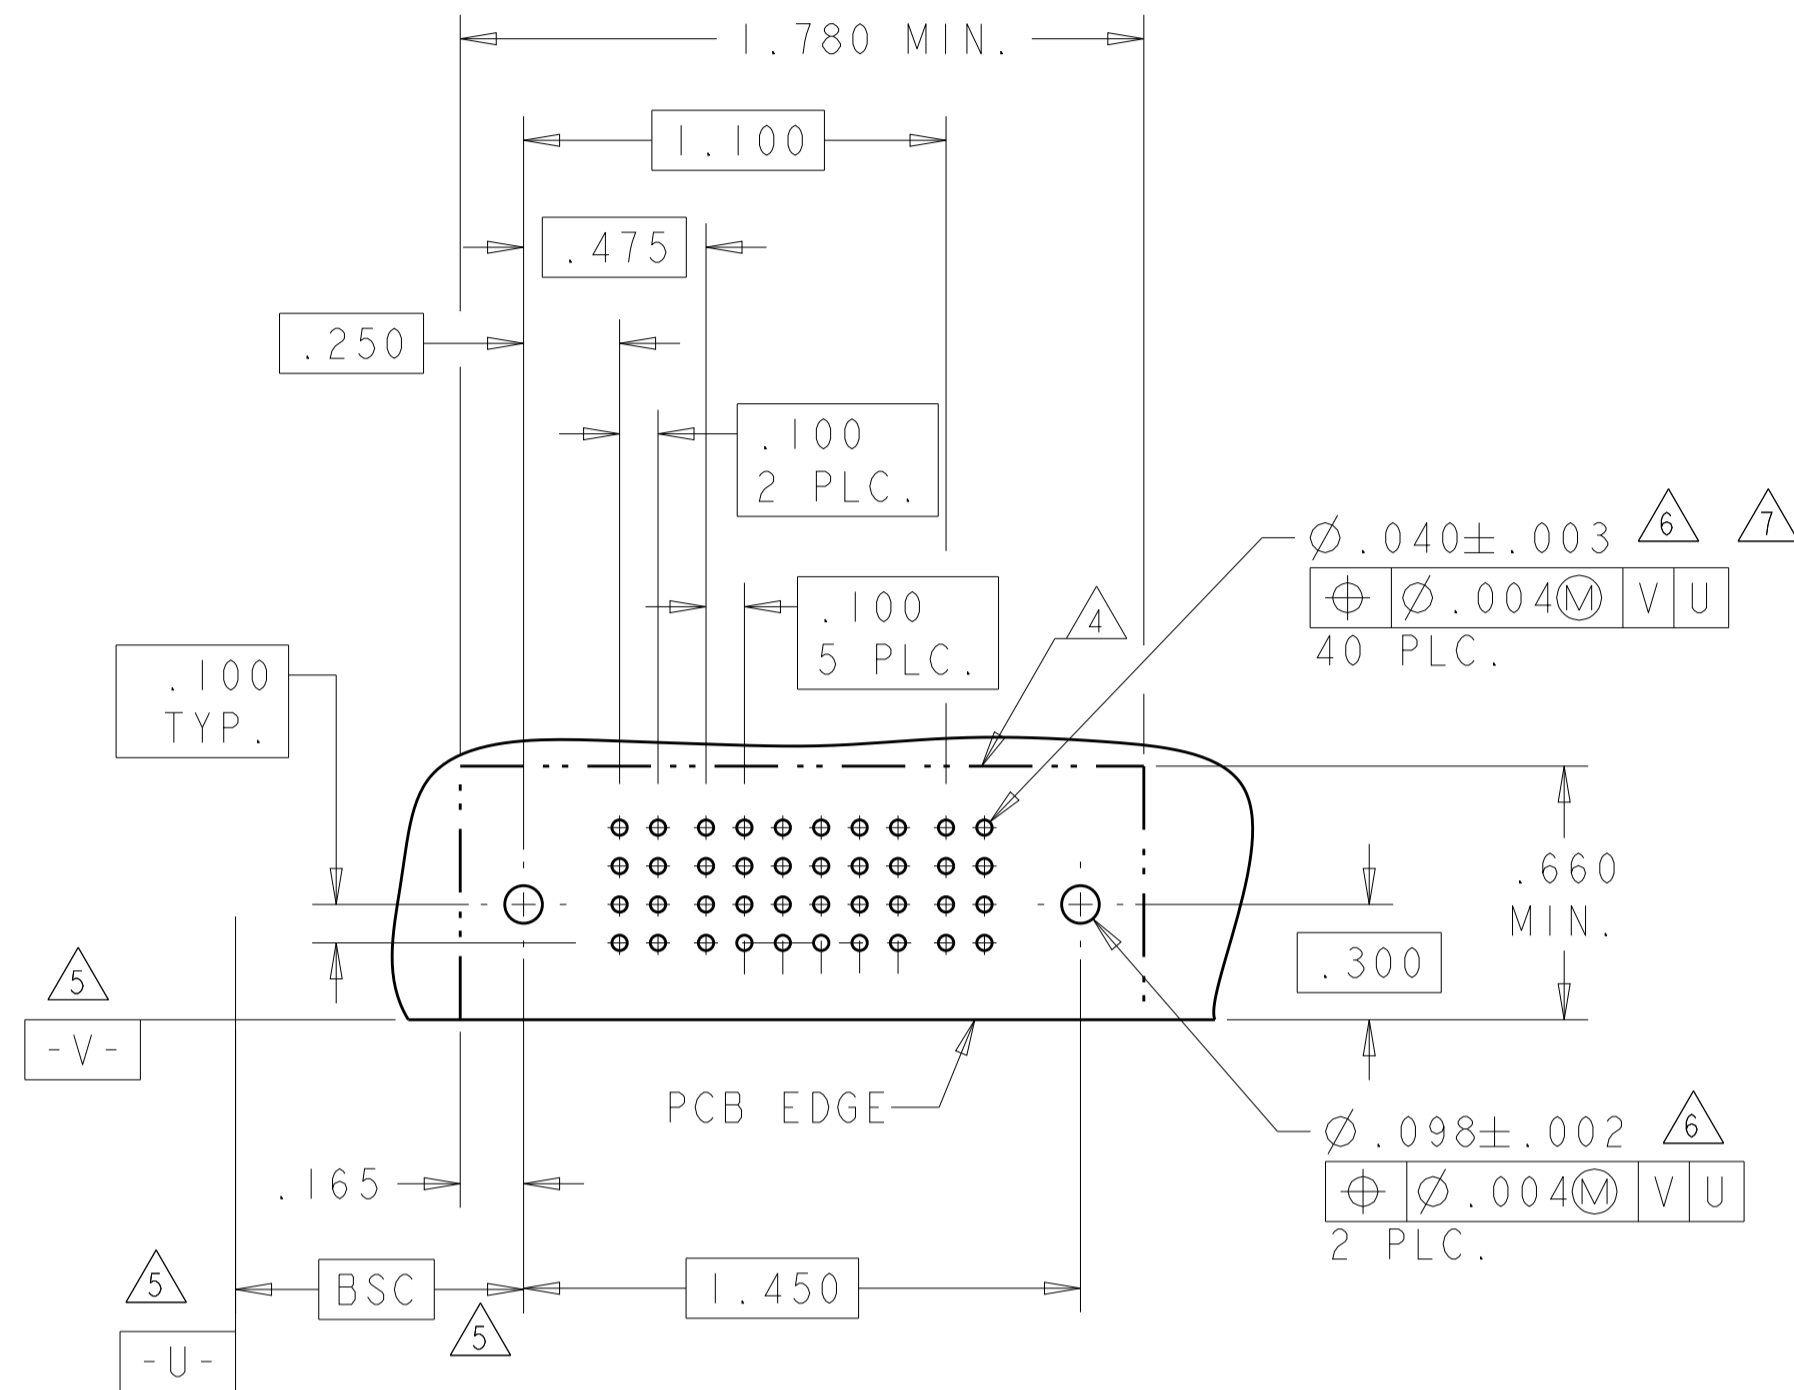 1.780 MIN.
1.100
.475
.250
.100
2 PLC.
⌀.040±.003 6 7
⌖ ⌀.004Ⓜ V U
40 PLC.
.100
5 PLC.
4
.100
TYP.
.660
MIN.
.300
5
-V-
PCB EDGE
⌀.098±.002 6
⌖ ⌀.004Ⓜ V U
2 PLC.
.165
5
BSC
1.450
5
-U-